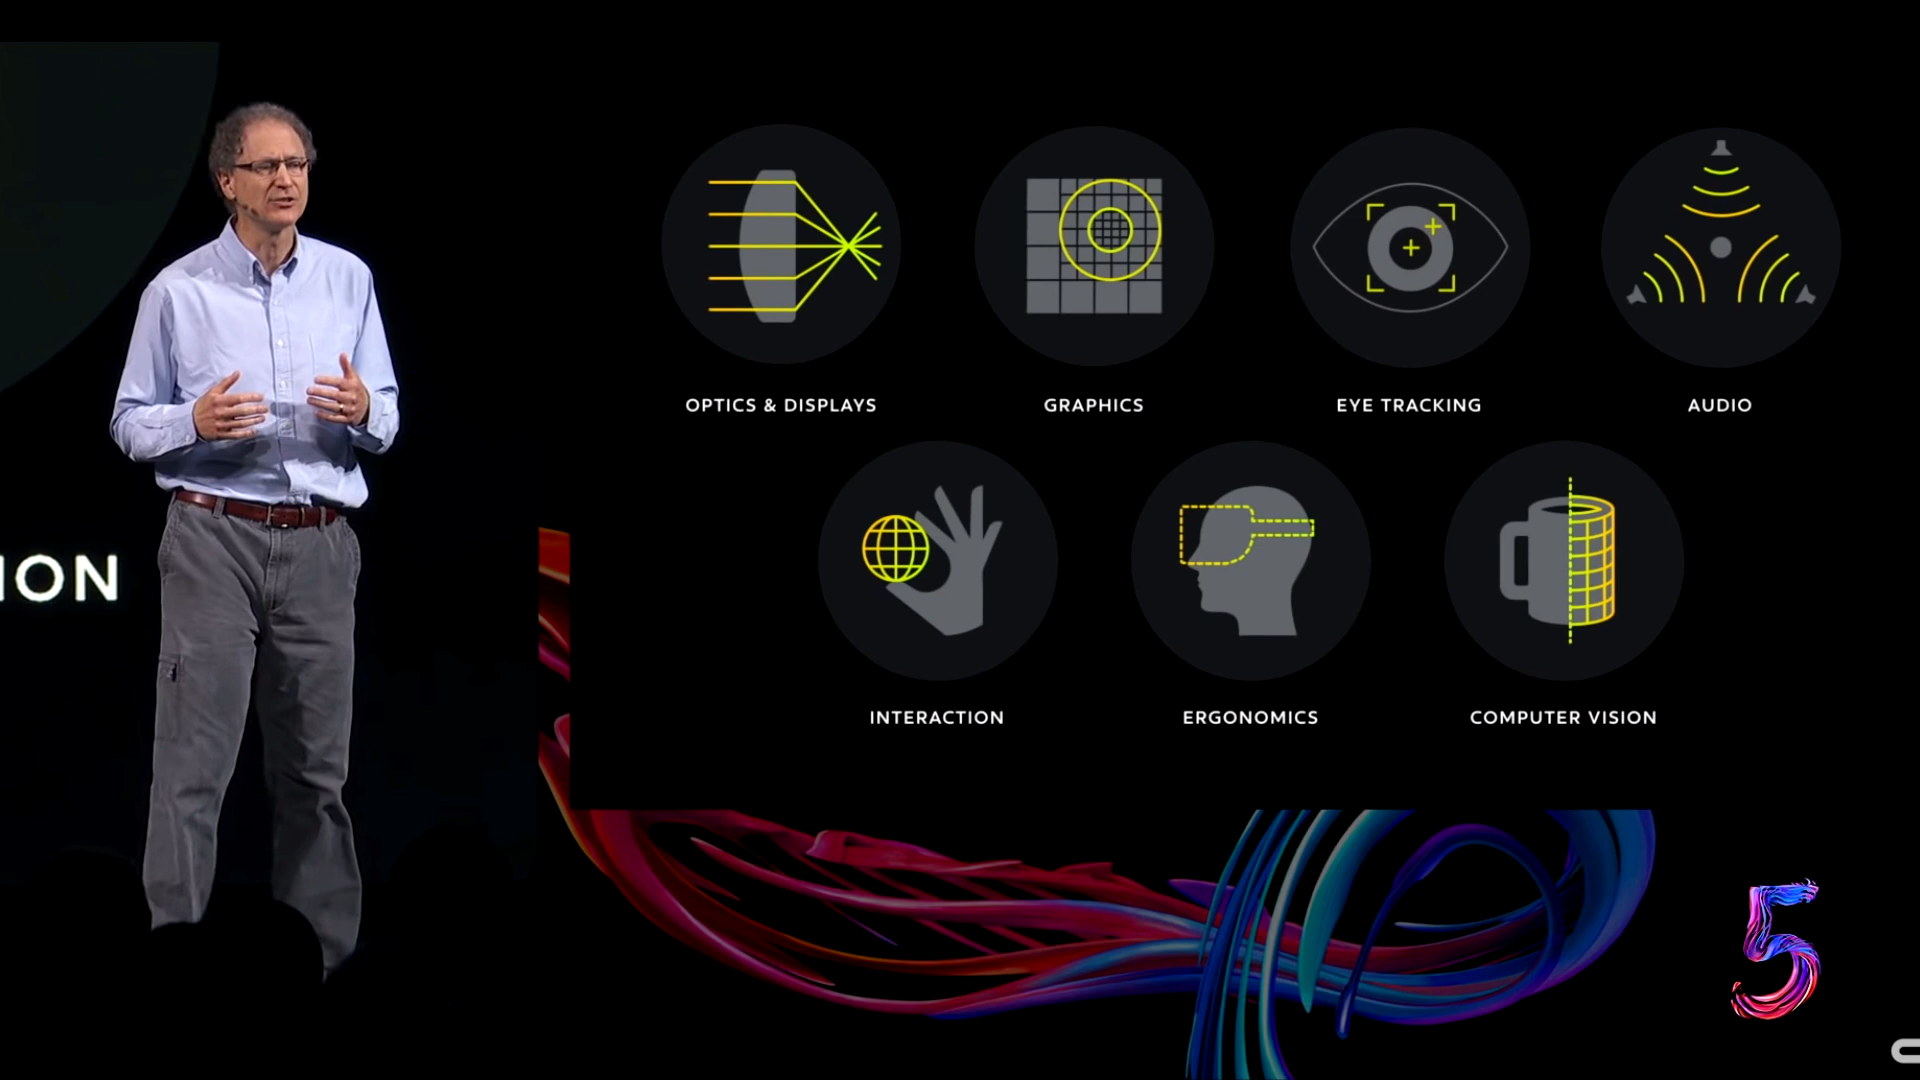 OPTICS & DISPLAYS
GRAPHICS
EYE TRACKING
AUDIO
INTERACTION
ERGONOMICS
COMPUTER VISION
ION
5